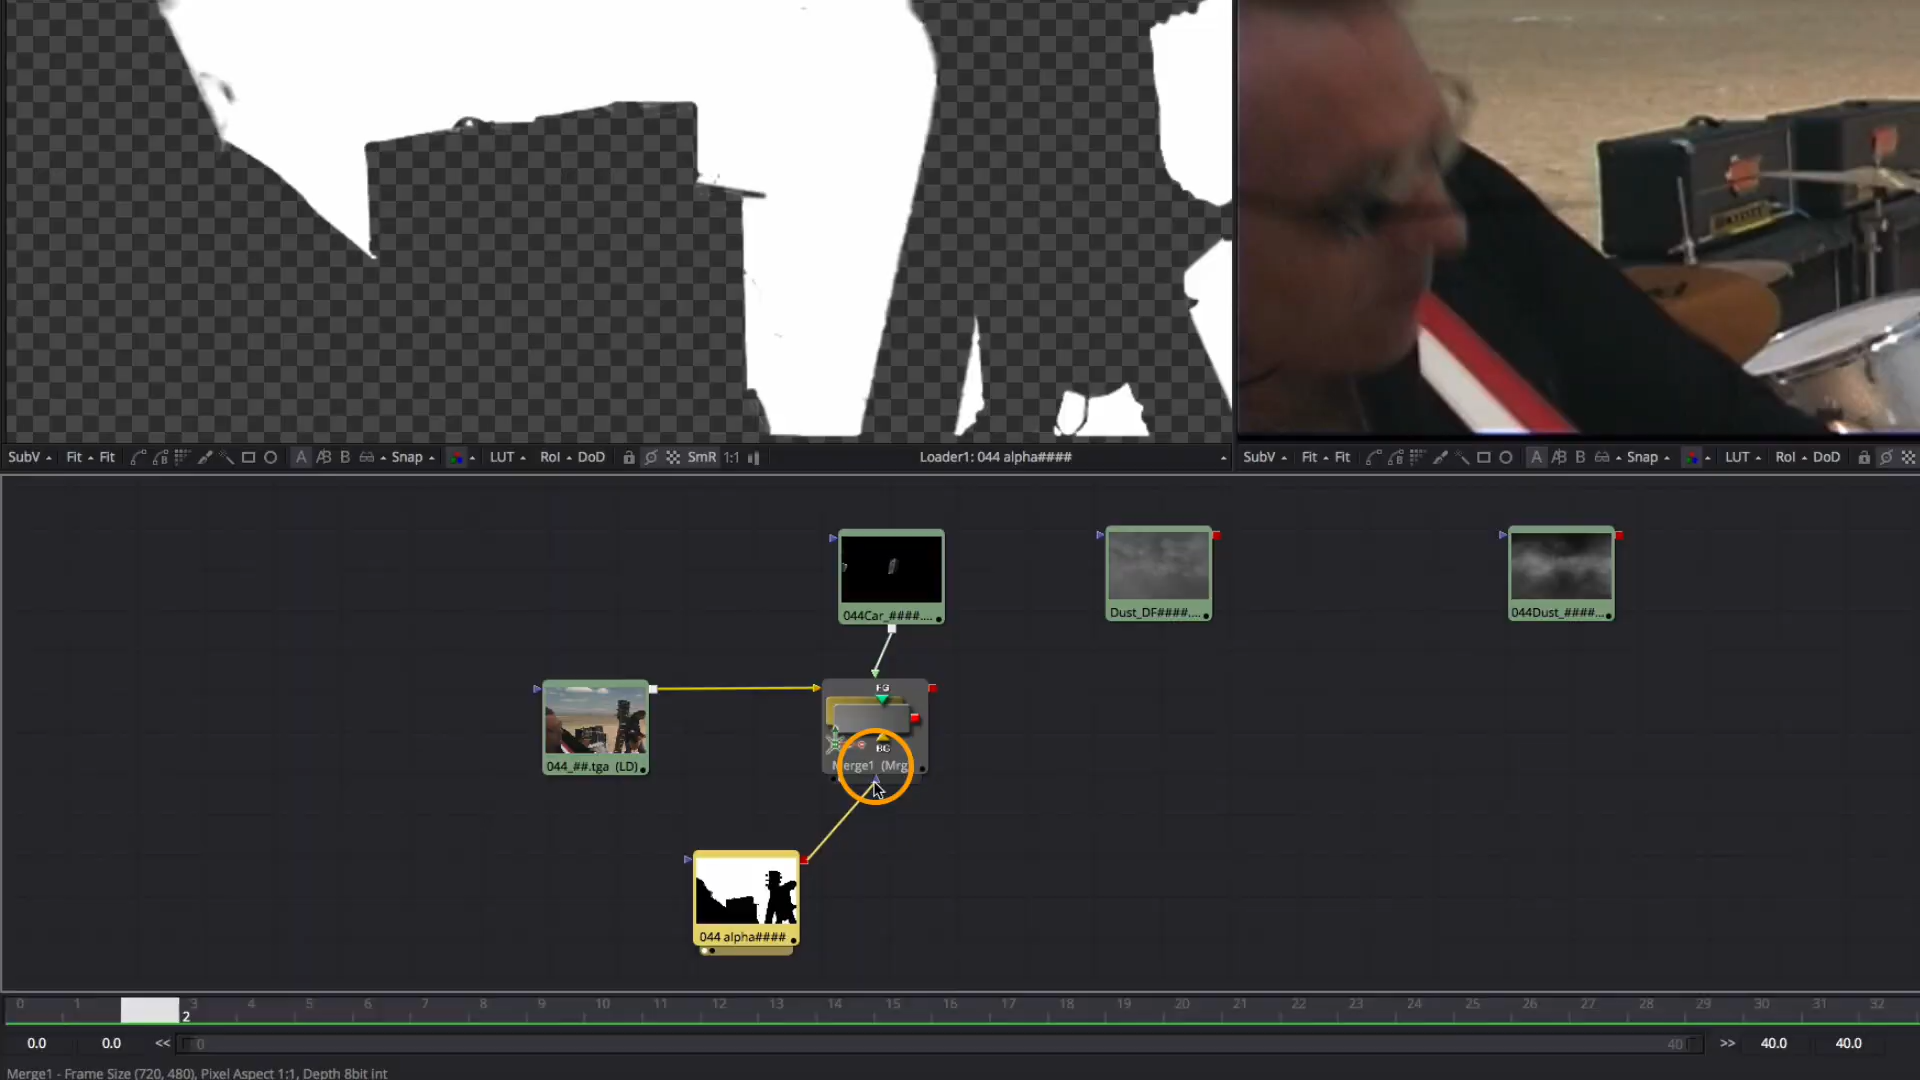 SubV Fit Fit A A/B B Snap LUT RoI DoD SmR 1:1 Loader1: 044 alpha####
SubV Fit Fit A A/B B Snap LUT RoI DoD
044Car_####....
Dust_DF####....
044Dust_####...
FG
BG
Merge1 (Mrg
044_##.tga (LD)
044 alpha####
0 1 3 4 5 6 7 8 9 10 11 12 13 14 15 16 17 18 19 20 21 22 23 24 25 26 27 28 29 30 31 32
2
0.0 0.0 << 0 40 >> 40.0 40.0
Merge1 - Frame Size (720, 480), Pixel Aspect 1:1, Depth 8bit int